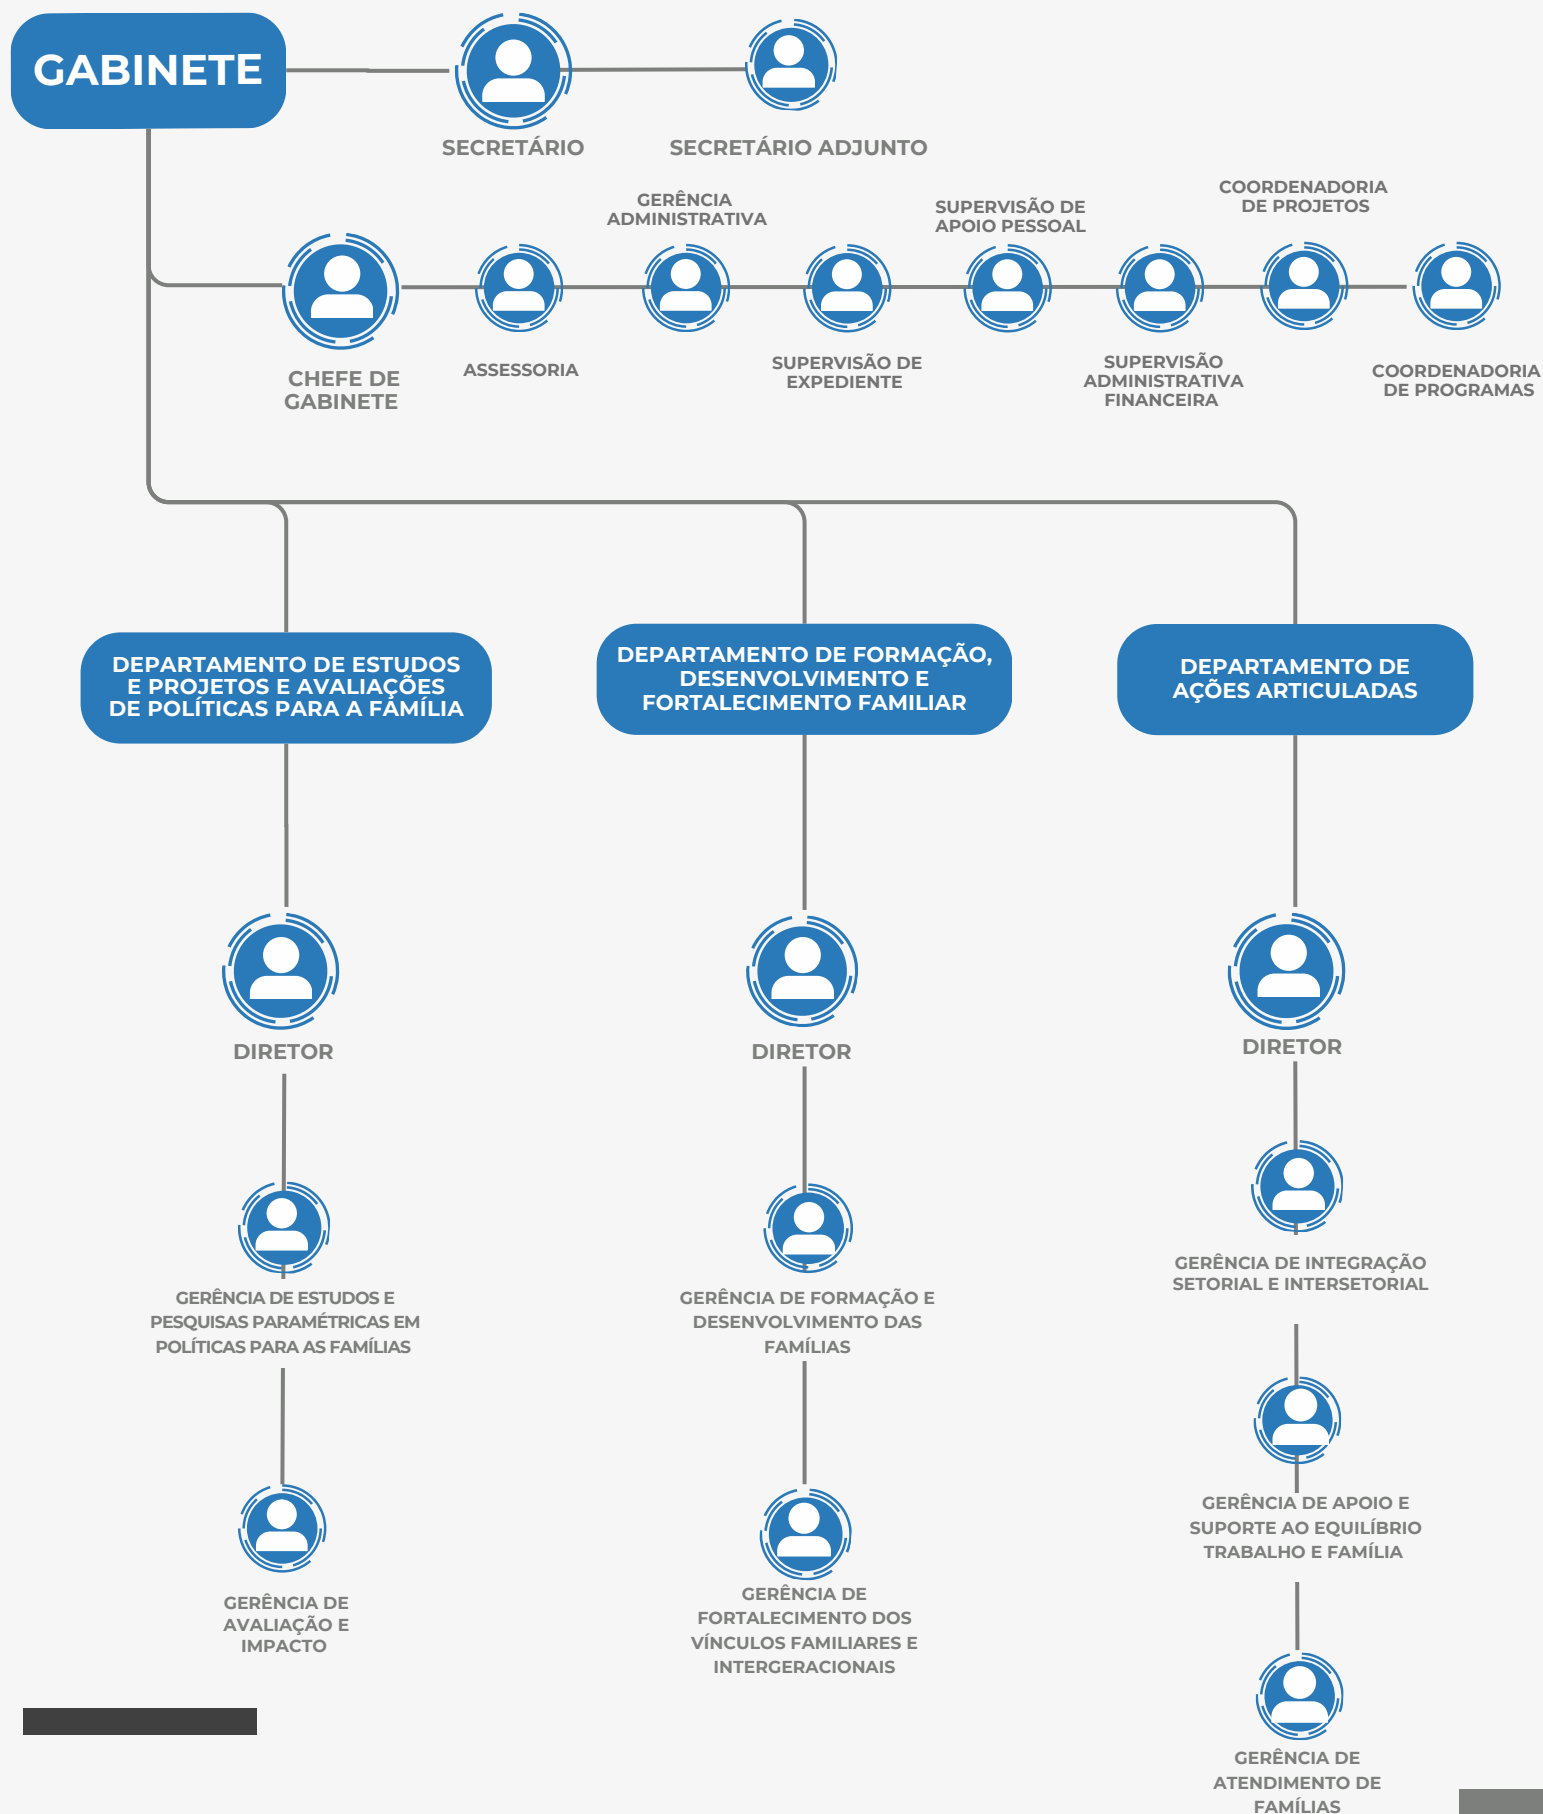 GABINETE
SECRETÁRIO
SECRETÁRIO ADJUNTO
GERÊNCIA
ADMINISTRATIVA
SUPERVISÃO DE
APOIO PESSOAL
COORDENADORIA
DE PROJETOS
CHEFE DE
GABINETE
ASSESSORIA
SUPERVISÃO DE
EXPEDIENTE
SUPERVISÃO
ADMINISTRATIVA
FINANCEIRA
COORDENADORIA
DE PROGRAMAS
DEPARTAMENTO DE ESTUDOS
E PROJETOS E AVALIAÇÕES
DE POLÍTICAS PARA A FAMÍLIA
DEPARTAMENTO DE FORMAÇÃO,
DESENVOLVIMENTO E
FORTALECIMENTO FAMILIAR
DEPARTAMENTO DE
AÇÕES ARTICULADAS
DIRETOR
DIRETOR
DIRETOR
GERÊNCIA DE ESTUDOS E
PESQUISAS PARAMÉTRICAS EM
POLÍTICAS PARA AS FAMÍLIAS
GERÊNCIA DE FORMAÇÃO E
DESENVOLVIMENTO DAS
FAMÍLIAS
GERÊNCIA DE INTEGRAÇÃO
SETORIAL E INTERSETORIAL
GERÊNCIA DE APOIO E
SUPORTE AO EQUILÍBRIO
TRABALHO E FAMÍLIA
GERÊNCIA DE
AVALIAÇÃO E
IMPACTO
GERÊNCIA DE
FORTALECIMENTO DOS
VÍNCULOS FAMILIARES E
INTERGERACIONAIS
GERÊNCIA DE
ATENDIMENTO DE
FAMÍLIAS